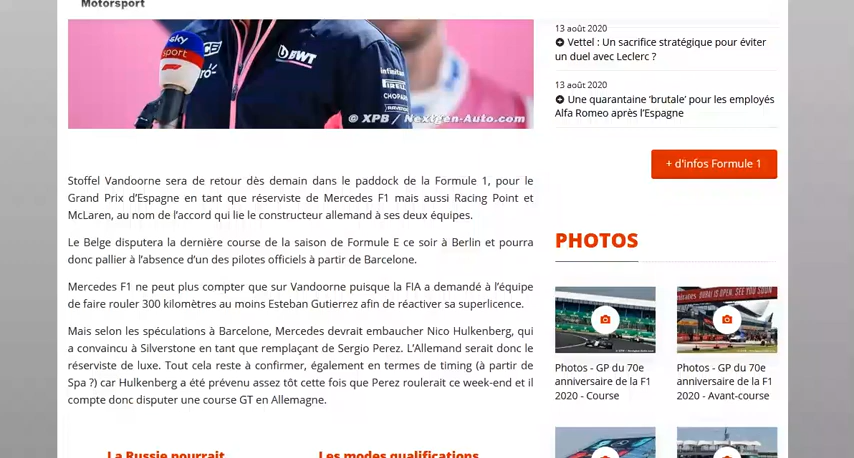 Motorsport
sky
sport
F1
BWT
BWT
infinitas
PIRELLI
© XPB / NextGen-Auto.com
Stoffel Vandoorne sera de retour dès demain dans le paddock de la Formule 1, pour le
Grand Prix d'Espagne en tant que réserviste de Mercedes F1 mais aussi Racing Point et
McLaren, au nom de l'accord qui lie le constructeur allemand à ses deux équipes.
Le Belge disputera la dernière course de la saison de Formule E ce soir à Berlin et pourra
donc pallier à l'absence d'un des pilotes officiels à partir de Barcelone.
Mercedes F1 ne peut plus compter que sur Vandoorne puisque la FIA a demandé à l'équipe
de faire rouler 300 kilomètres au moins Esteban Gutierrez afin de réactiver sa superlicence.
Mais selon les spéculations à Barcelone, Mercedes devrait embaucher Nico Hulkenberg, qui
a convaincu à Silverstone en tant que remplaçant de Sergio Perez. L'Allemand serait donc le
réserviste de luxe. Tout cela reste à confirmer, également en termes de timing (à partir de
Spa ?) car Hulkenberg a été prévenu assez tôt cette fois que Perez roulerait ce week-end et il
compte donc disputer une course GT en Allemagne.
La Russie pourrait
Les modes qualifications
13 août 2020
Vettel : Un sacrifice stratégique pour éviter
un duel avec Leclerc ?
13 août 2020
Une quarantaine 'brutale' pour les employés
Alfa Romeo après l'Espagne
+ d'infos Formule 1
PHOTOS
Photos - GP du 70e
anniversaire de la F1
2020 - Course
Photos - GP du 70e
anniversaire de la F1
2020 - Avant-course